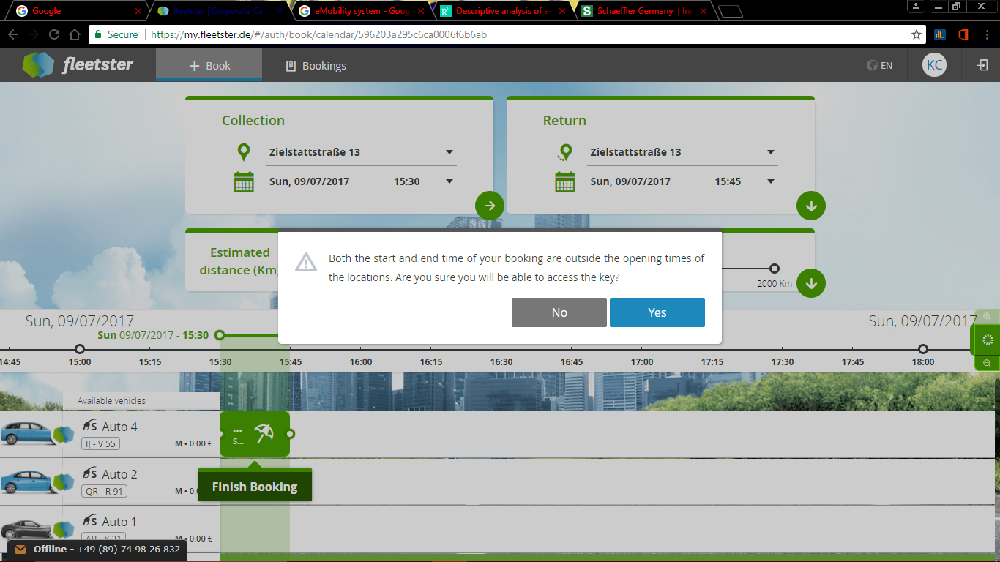 Google
fleetster | Corporate Car
eMobility system - Goog
Descriptive analysis of e
Schaeffler Germany | Inn
Secure
https://my.fleetster.de/#/auth/book/calendar/596203a295c6ca0006f6b6ab
fleetster
Book
Bookings
EN
KC
Collection
Zielstattstraße 13
Sun, 09/07/2017 15:30
Return
Zielstattstraße 13
Sun, 09/07/2017 15:45
Estimated
distance (Km)
2000 Km
Both the start and end time of your booking are outside the opening times of
the locations. Are you sure you will be able to access the key?
No
Yes
Sun, 09/07/2017
Sun, 09/07/2017
Sun 09/07/2017 - 15:30
14:45 15:00 15:15 15:30 15:45 16:00 16:15 16:30 16:45 17:00 17:15 17:30 17:45 18:00
Available vehicles
S Auto 4
IJ - V 55
M • 0.00 €
...
S...
Finish Booking
S Auto 2
QR - R 91
M • 0.
S Auto 1
M • 0.00 €
Offline - +49 (89) 74 98 26 832